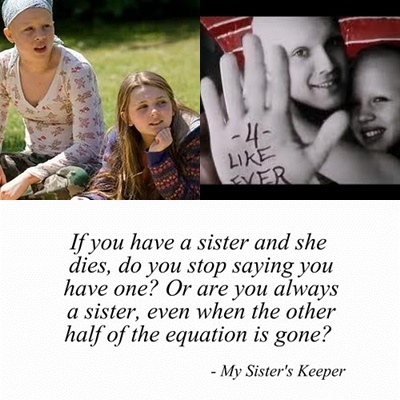 -4-
LIKE
EVER
If you have a sister and she
dies, do you stop saying you
have one? Or are you always
a sister, even when the other
half of the equation is gone?
- My Sister's Keeper